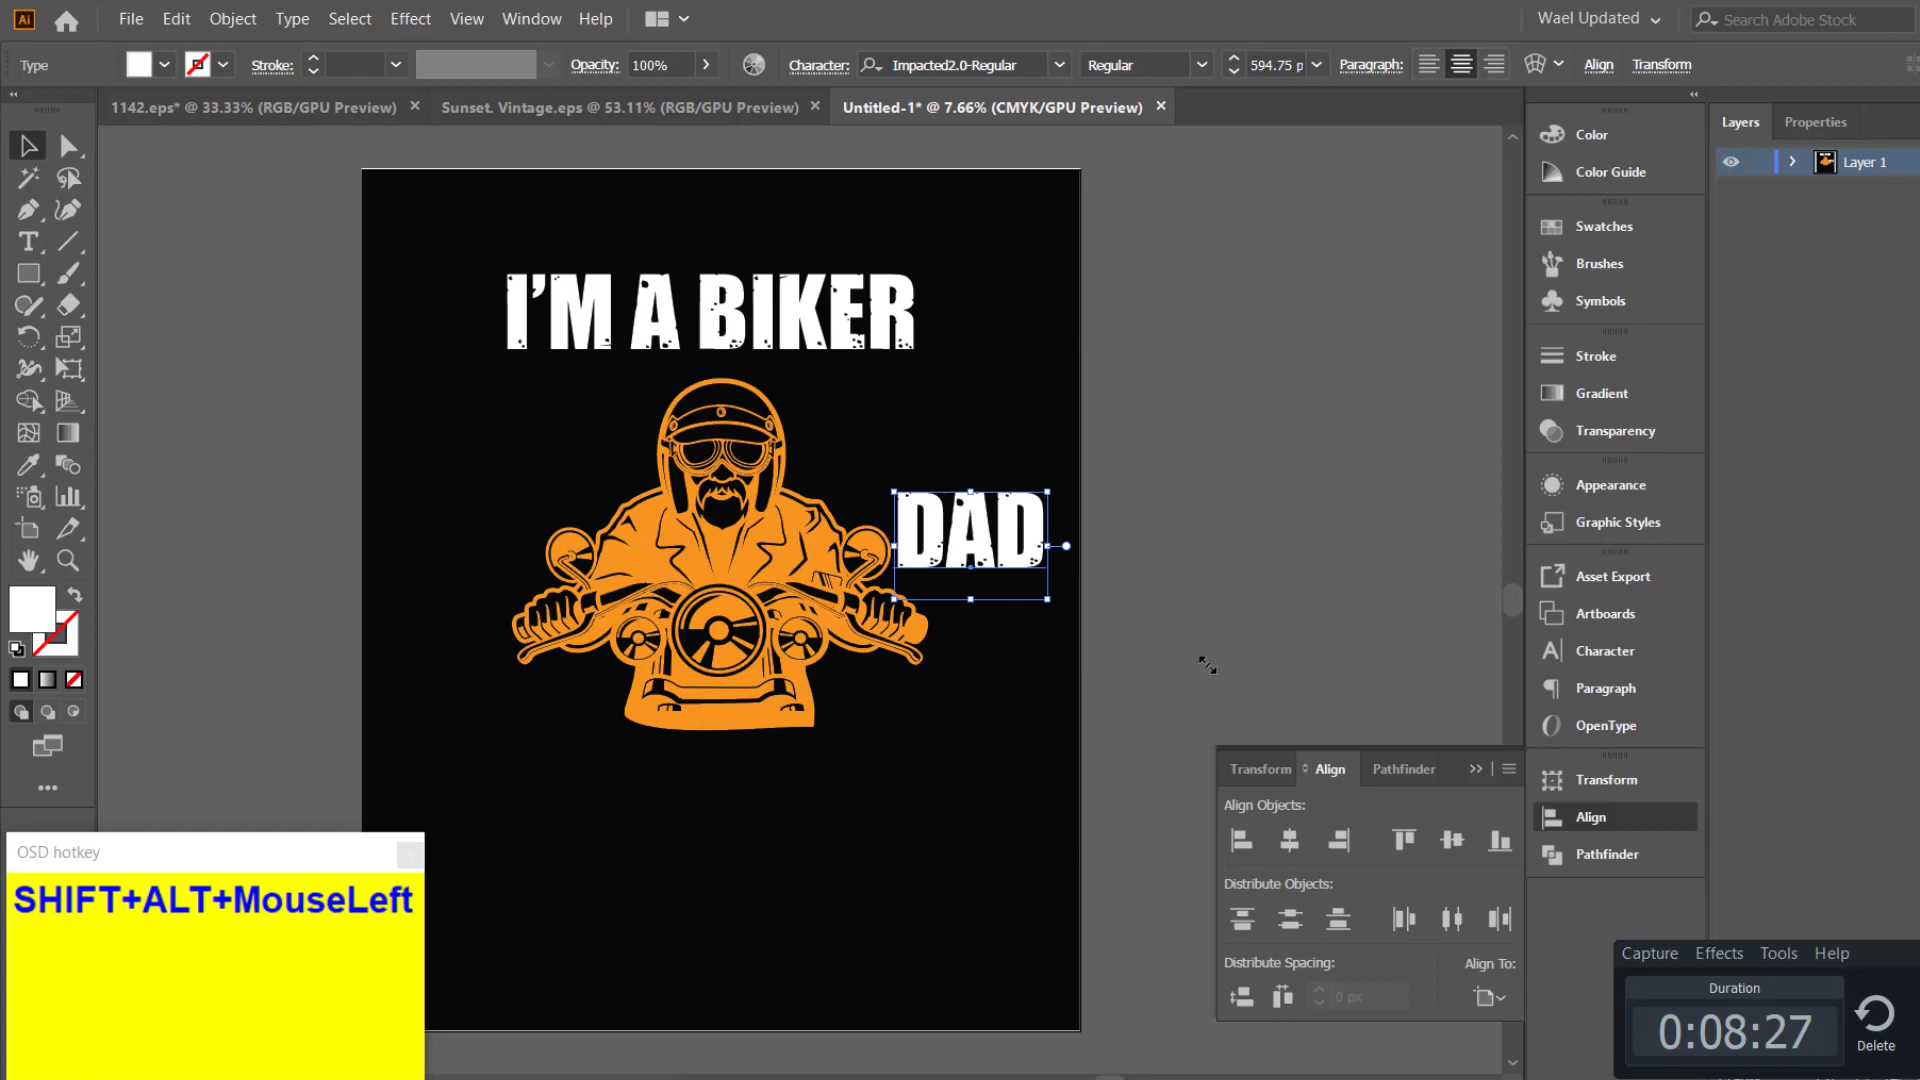 Ai File Edit Object Type Select Effect View Window Help Wael Updated Search Adobe Stock
Type Stroke: Opacity: 100% Character: Impacted2.0-Regular Regular 594.75 p Paragraph: Align Transform
1142.eps* @ 33.33% (RGB/GPU Preview) Sunset. Vintage.eps @ 53.11% (RGB/GPU Preview) Untitled-1* @ 7.66% (CMYK/GPU Preview)
Layers Properties
Layer 1
Color
Color Guide
Swatches
Brushes
Symbols
Stroke
Gradient
Transparency
Appearance
Graphic Styles
Asset Export
Artboards
Character
Paragraph
OpenType
Transform
Align
Pathfinder
I'M A BIKER
DAD
Transform Align Pathfinder
Align Objects:
Distribute Objects:
Distribute Spacing: Align To:
0 px
OSD hotkey
SHIFT+ALT+MouseLeft
Capture Effects Tools Help
Duration
0:08:27
Delete